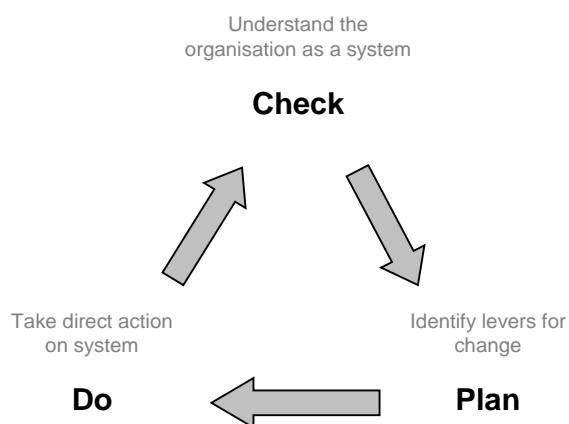 Understand the
organisation as a system
Check
Take direct action
on system
Identify levers for
change
Do
Plan